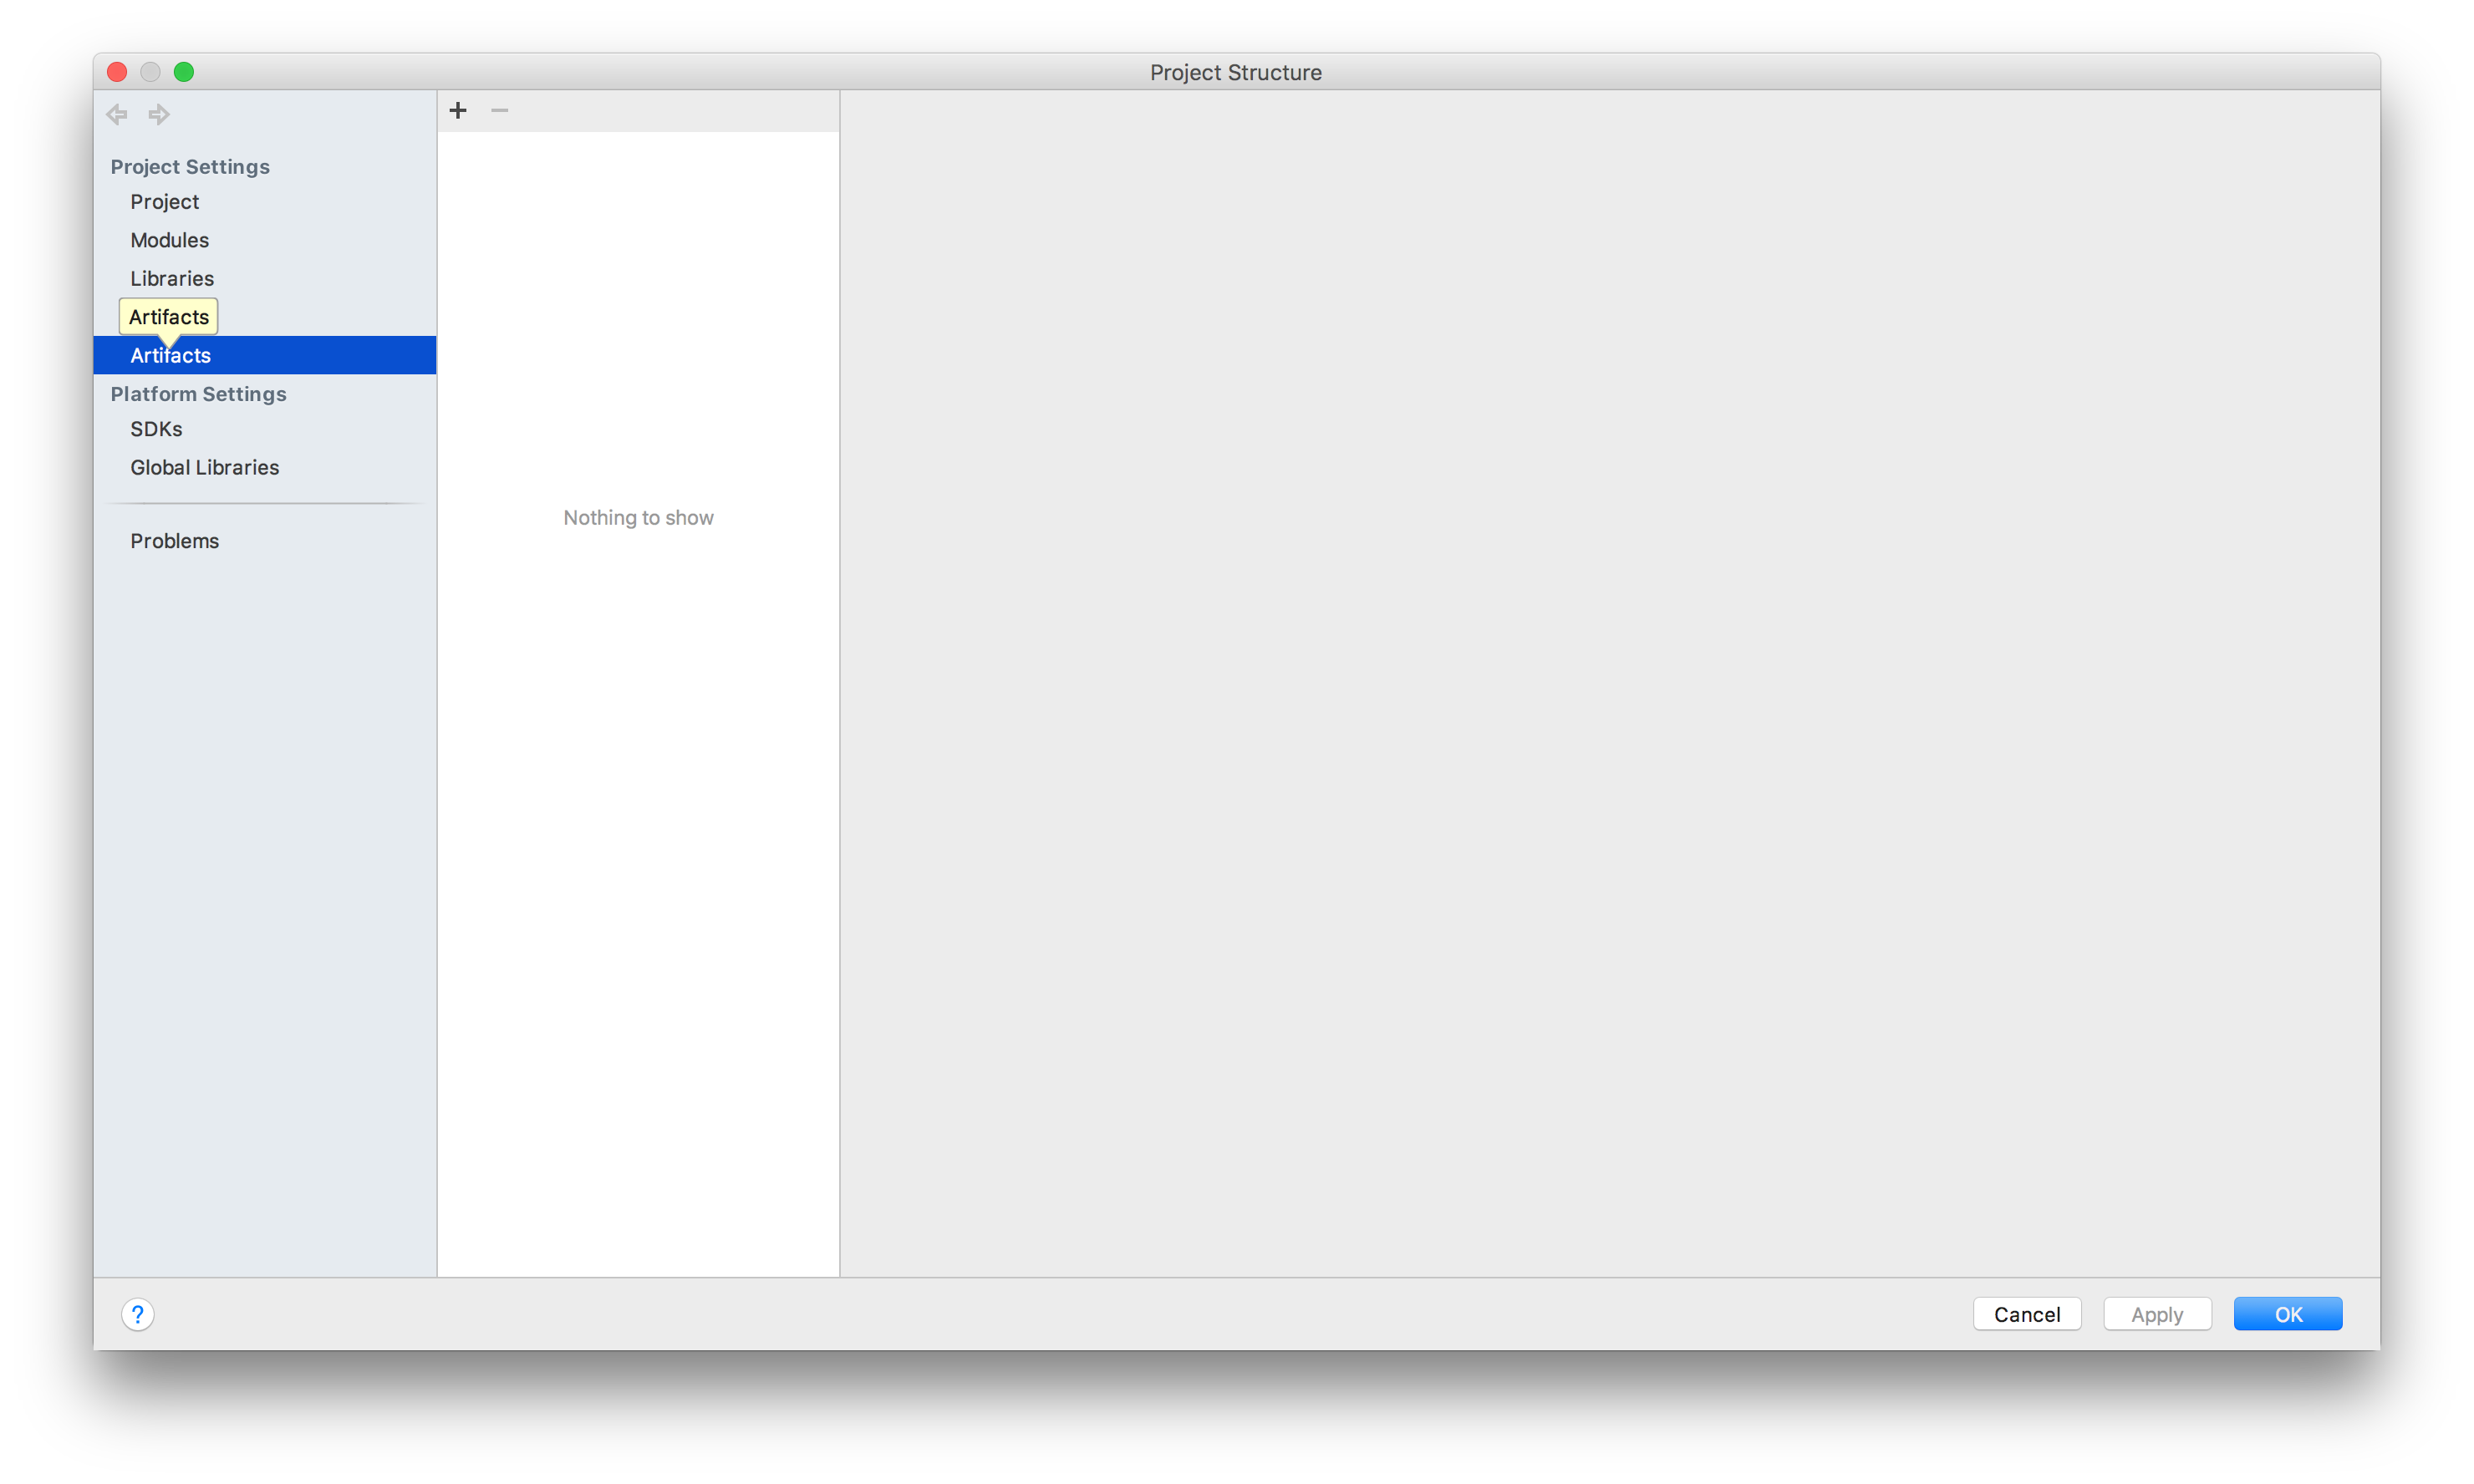 Project Structure
Project Settings
Project
Modules
Libraries
Artifacts
Artifacts
Platform Settings
SDKs
Global Libraries
Problems
Nothing to show
?
Cancel
Apply
OK